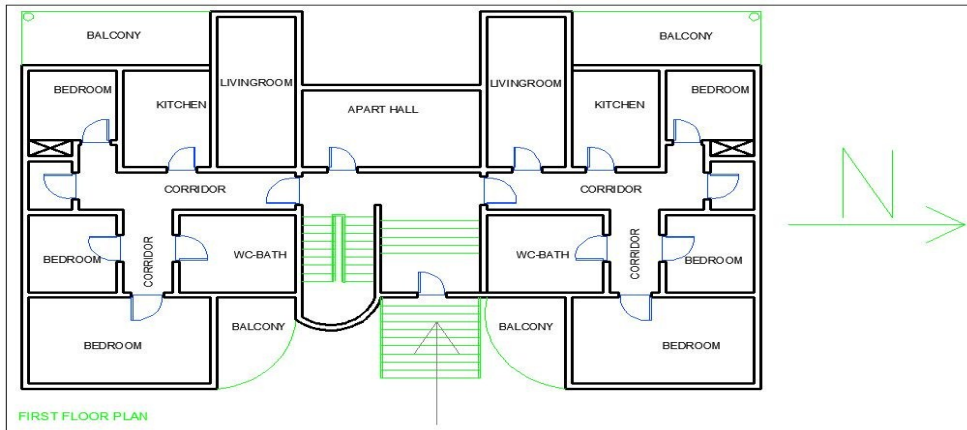 BALCONY
BALCONY
BEDROOM
KITCHEN
LIVINGROOM
APART HALL
LIVINGROOM
KITCHEN
BEDROOM
CORRIDOR
CORRIDOR
N
BEDROOM
CORRIDOR
WC-BATH
WC-BATH
CORRIDOR
BEDROOM
BEDROOM
BALCONY
BALCONY
BEDROOM
FIRST FLOOR PLAN